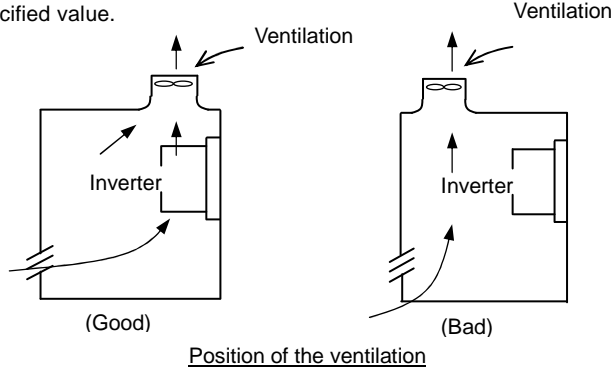 cified value.
Ventilation
Ventilation
Inverter
Inverter
(Good)
(Bad)
Position of the ventilation